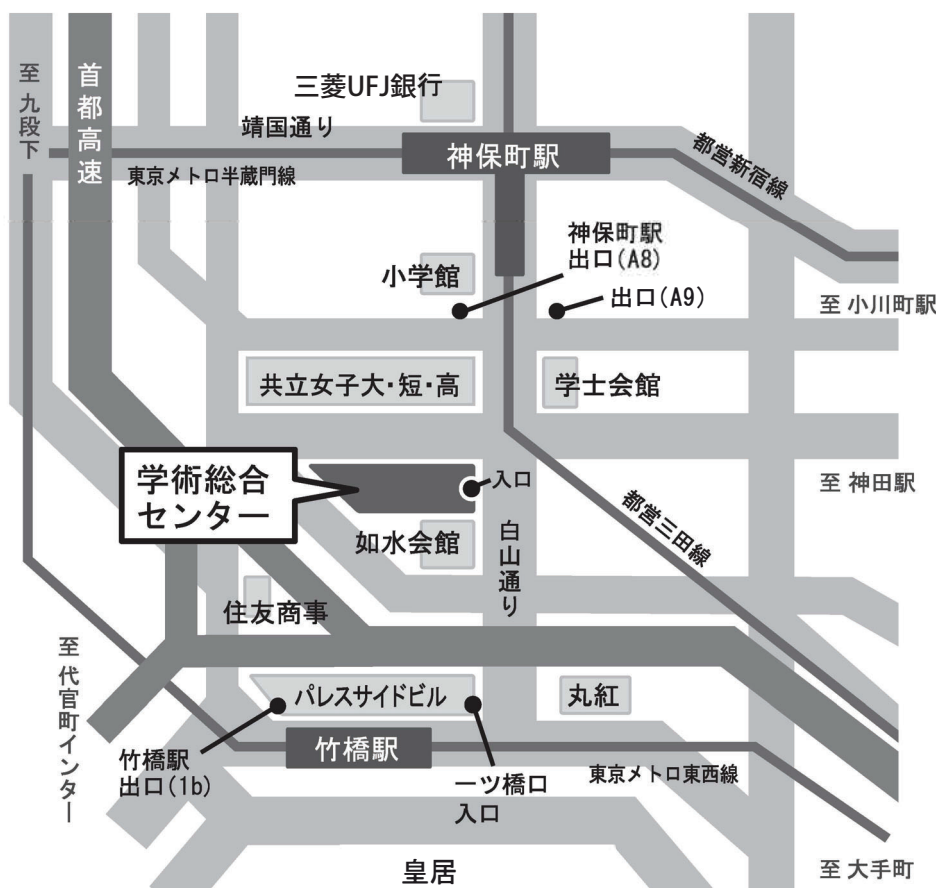 三菱UFJ銀行
至 九段下
首都高速
靖国通り
神保町駅
都営新宿線
東京メトロ半蔵門線
神保町駅
出口(A8)
小学館
出口(A9)
至 小川町駅
共立女子大・短・高
学士会館
学術総合
センター
入口
至 神田駅
如水会館
白山通り
都営三田線
住友商事
至 代官町インター
パレスサイドビル
丸紅
竹橋駅
竹橋駅
出口(1b)
一ツ橋口
入口
東京メトロ東西線
皇居
至 大手町